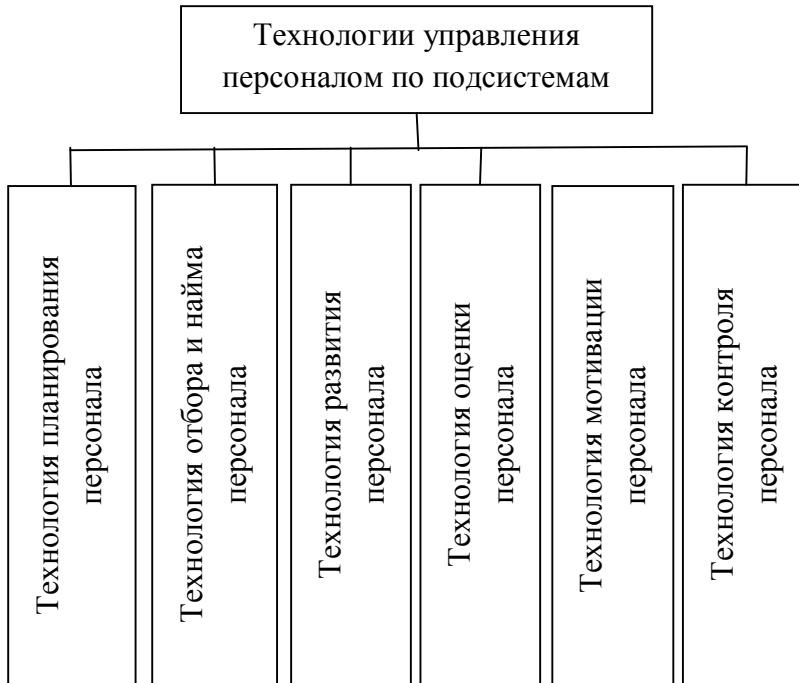 Технологии управления
персоналом по подсистемам
Технология планирования
персонала
Технология отбора и найма
персонала
Технология развития
персонала
Технология оценки
персонала
Технология мотивации
персонала
Технология контроля
персонала